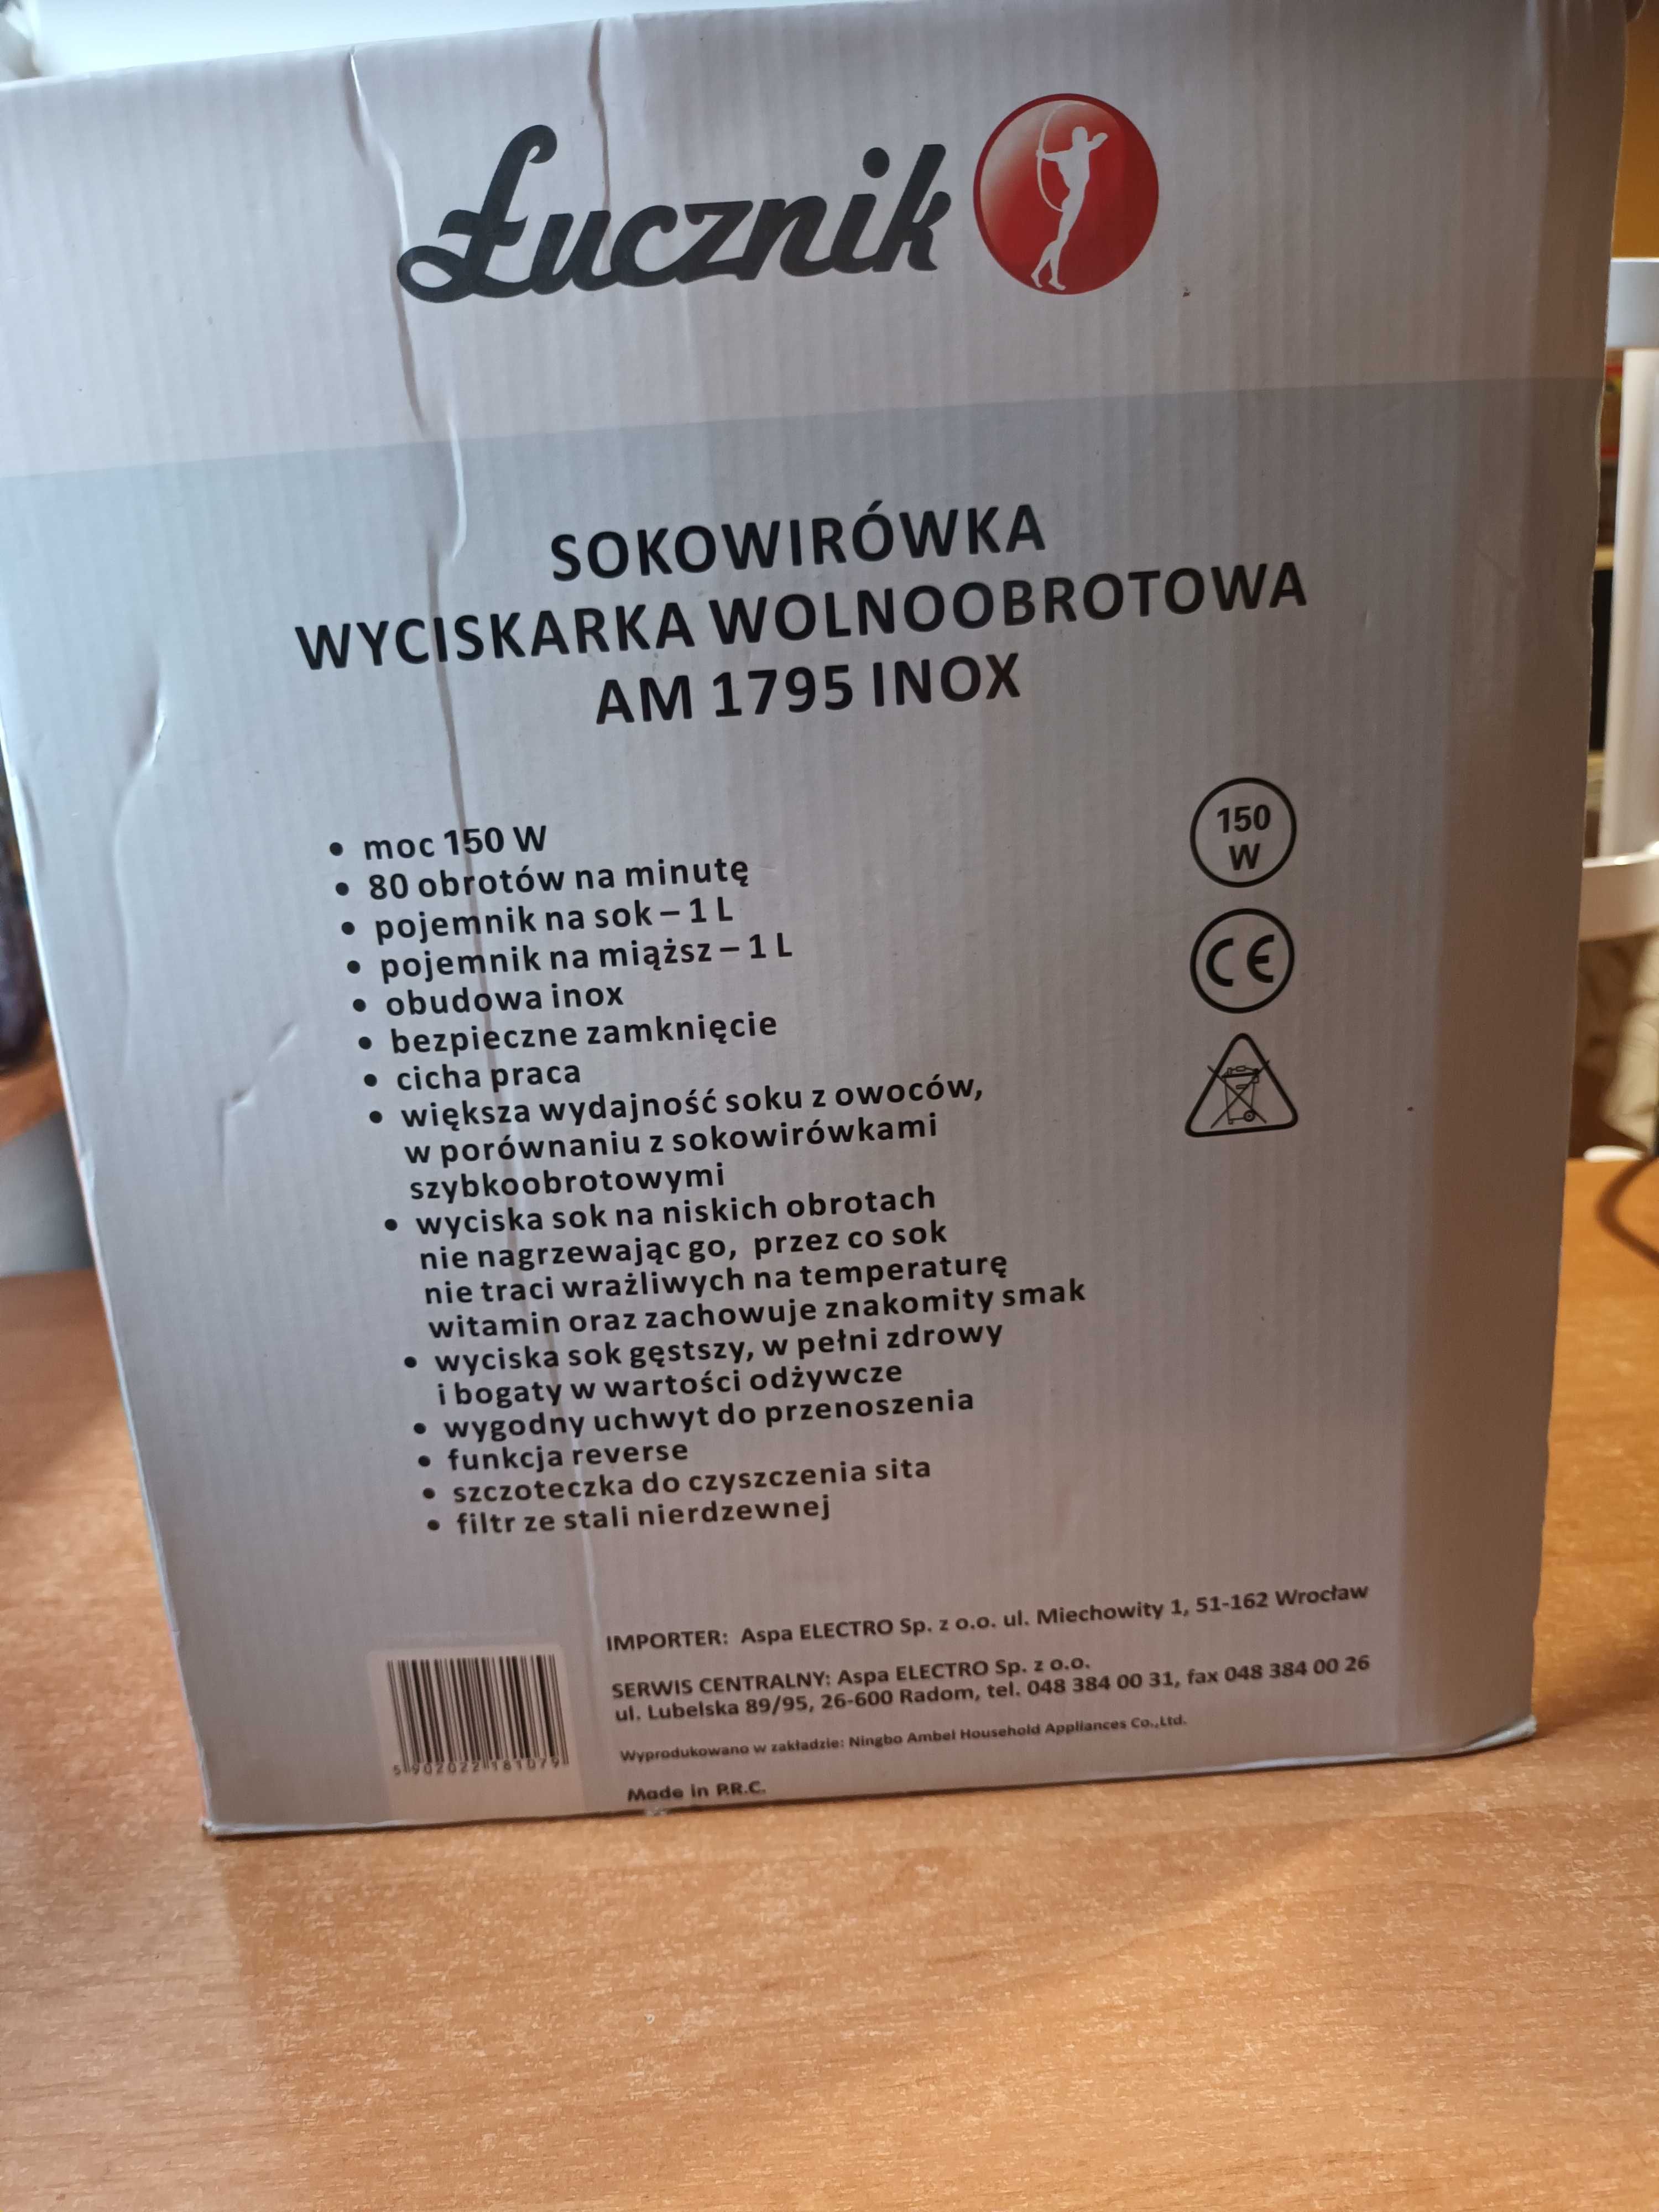 Łucznik
SOKOWIRÓWKA
WYCISKARKA WOLNOOBROTOWA
AM 1795 INOX
• moc 150 W
• 80 obrotów na minutę
• pojemnik na sok – 1 L
• pojemnik na miąższ – 1 L
• obudowa inox
• bezpieczne zamknięcie
• cicha praca
• większa wydajność soku z owoców,
w porównaniu z sokowirówkami
szybkoobrotowymi
• wyciska sok na niskich obrotach
nie nagrzewając go, przez co sok
nie traci wrażliwych na temperaturę
witamin oraz zachowuje znakomity smak
• wyciska sok gęstszy, w pełni zdrowy
i bogaty w wartości odżywcze
• wygodny uchwyt do przenoszenia
• funkcja reverse
• szczoteczka do czyszczenia sita
• filtr ze stali nierdzewnej
150
W
CE
IMPORTER: Aspa ELECTRO Sp. z o.o. ul. Miechowity 1, 51-162 Wrocław
SERWIS CENTRALNY: Aspa ELECTRO Sp. z o.o.
ul. Lubelska 89/95, 26-600 Radom, tel. 048 384 00 31, fax 048 384 00 26
Wyprodukowano w zakładzie: Ningbo Ambel Household Appliances Co.,Ltd.
Made in P.R.C.
5 902022 181079